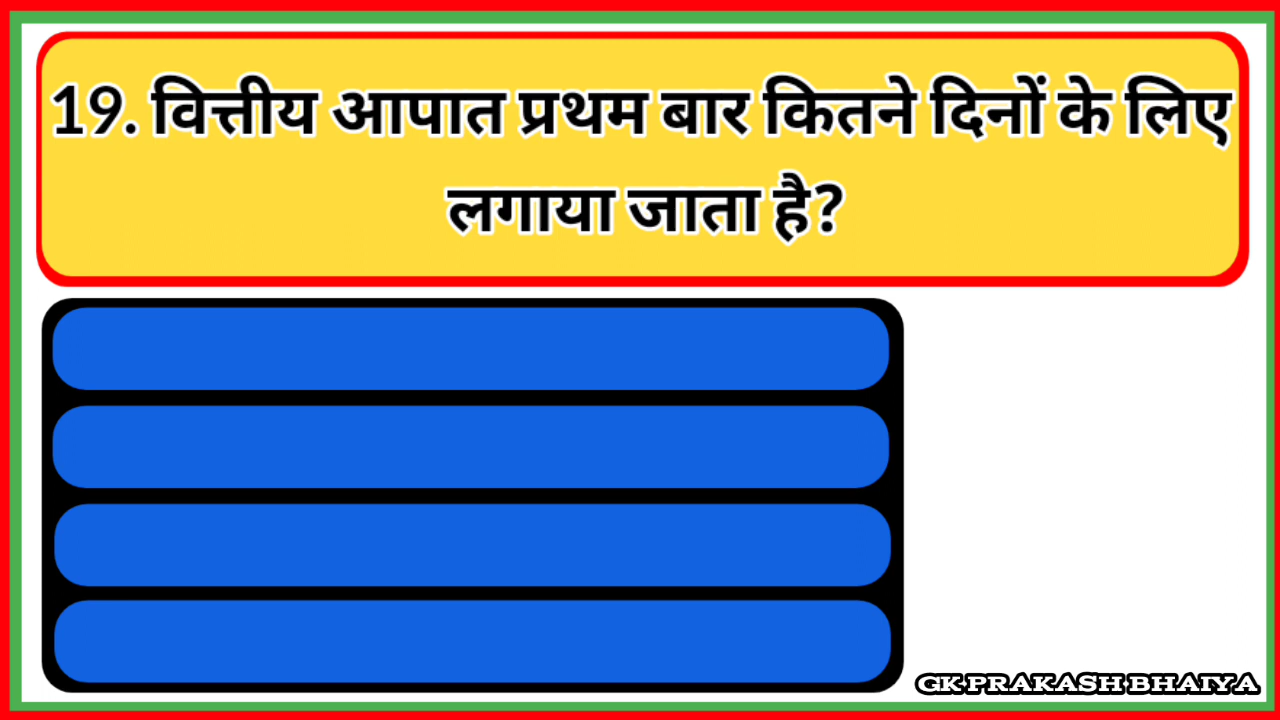 19. वित्तीय आपात प्रथम बार कितने दिनों के लिए
लगाया जाता है?
GK PRAKASH BHAIYA